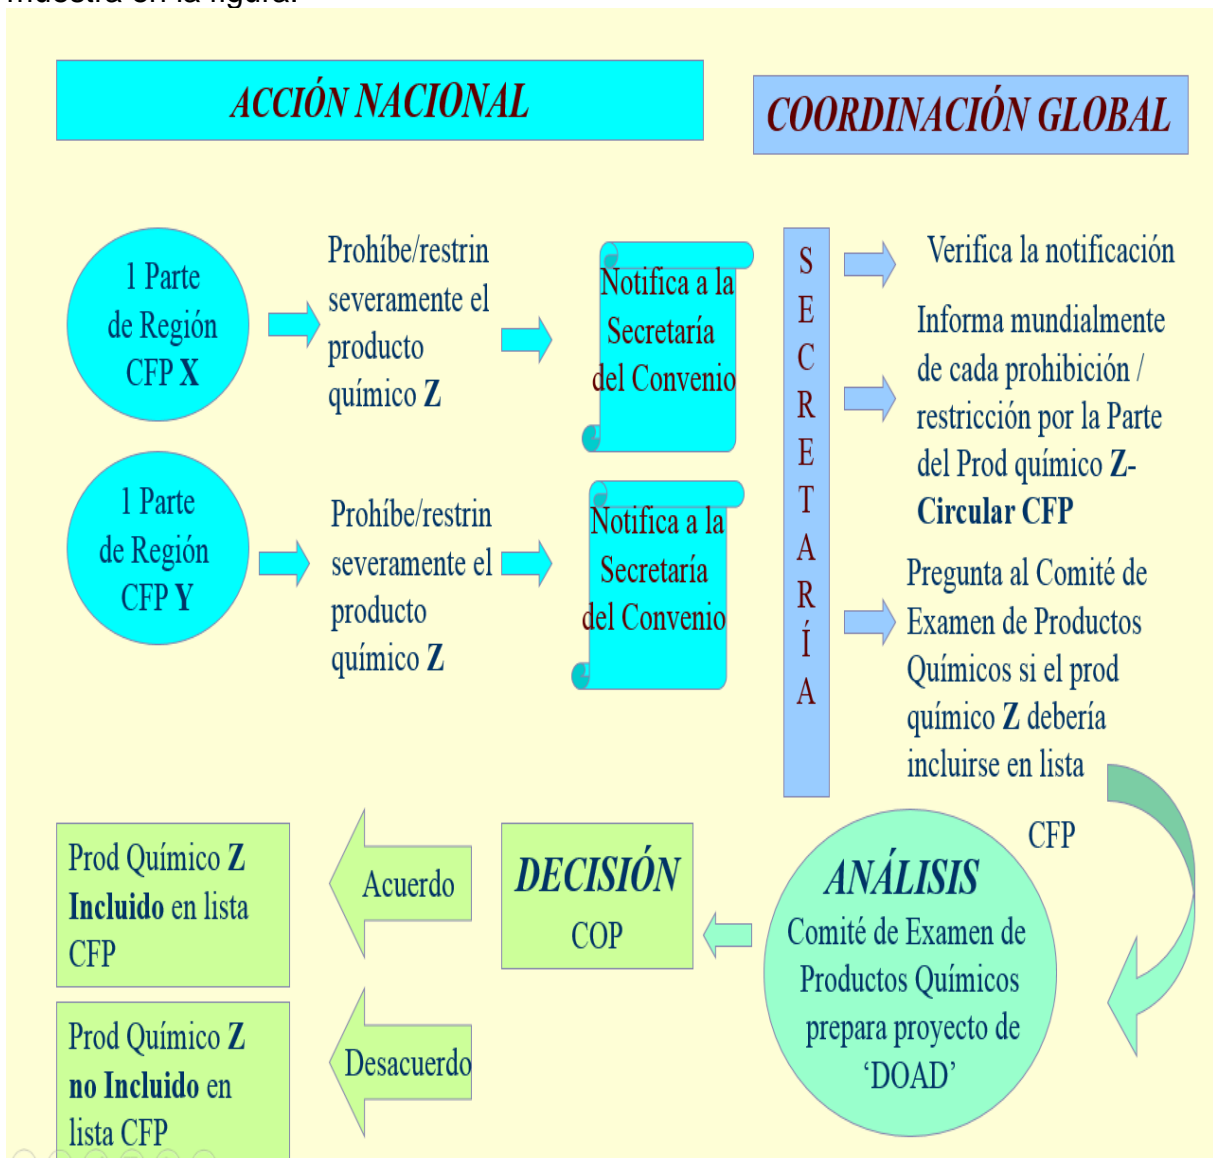 muestra en la figura.
ACCIÓN NACIONAL
COORDINACIÓN GLOBAL
1 Parte
de Región
CFP X
Prohíbe/restrin
severamente el
producto
químico Z
Notifica a la
Secretaría
del Convenio
1 Parte
de Región
CFP Y
Prohíbe/restrin
severamente el
producto
químico Z
Notifica a la
Secretaría
del Convenio
S
E
C
R
E
T
A
R
Í
A
Verifica la notificación
Informa mundialmente
de cada prohibición /
restricción por la Parte
del Prod químico Z-
Circular CFP
Pregunta al Comité de
Examen de Productos
Químicos si el prod
químico Z debería
incluirse en lista
CFP
ANÁLISIS
Comité de Examen de
Productos Químicos
prepara proyecto de
‘DOAD’
DECISIÓN
COP
Acuerdo
Prod Químico Z
Incluido en lista
CFP
Desacuerdo
Prod Químico Z
no Incluido en
lista CFP